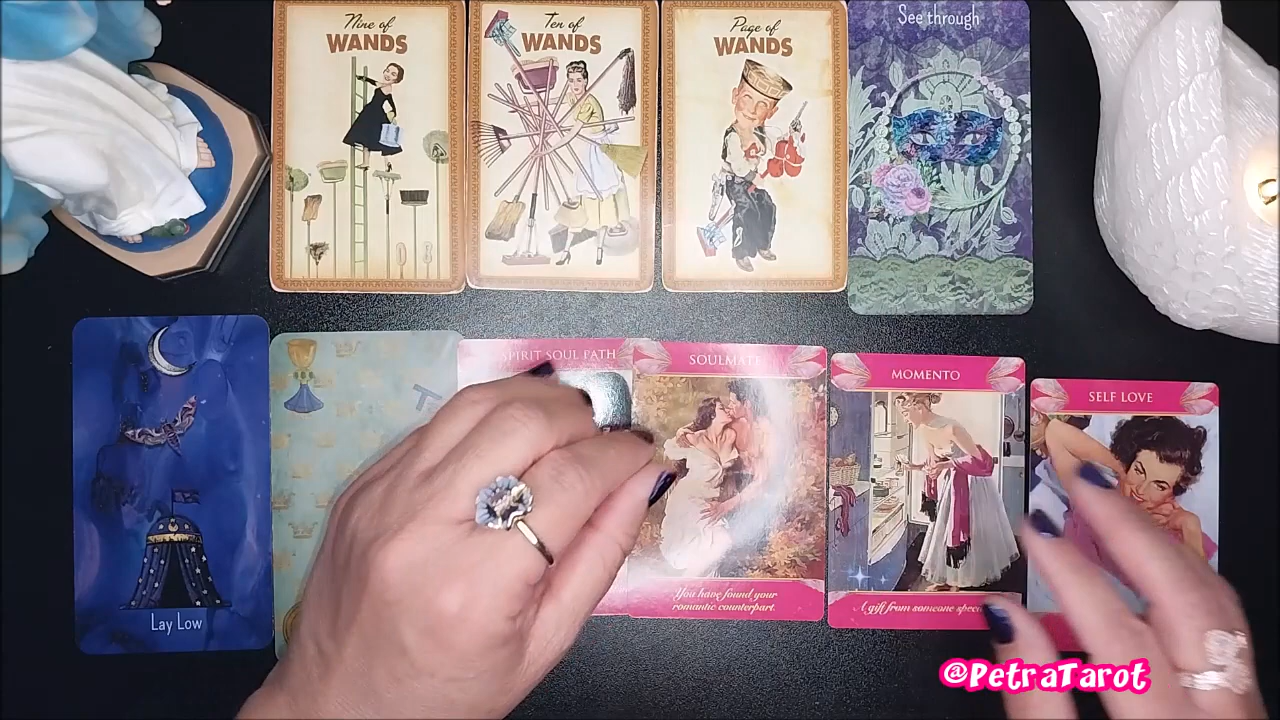 Nine of
WANDS
Ten of
WANDS
Page of
WANDS
See through
SPIRIT SOUL PATH
SOULMATE
MOMENTO
SELF LOVE
You have found your
romantic counterpart.
A gift from someone
Lay Low
@PetraTarot